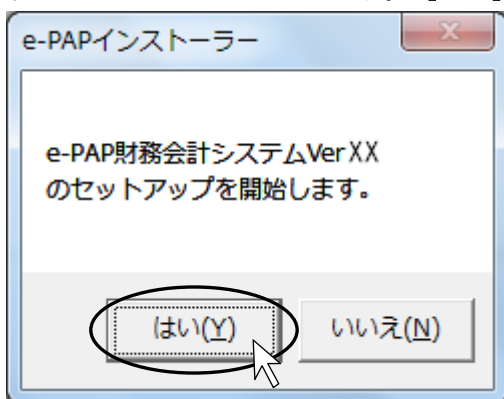 e-PAPインストーラー
e-PAP財務会計システムVerXX
のセットアップを開始します。
はい(Y)
いいえ(N)